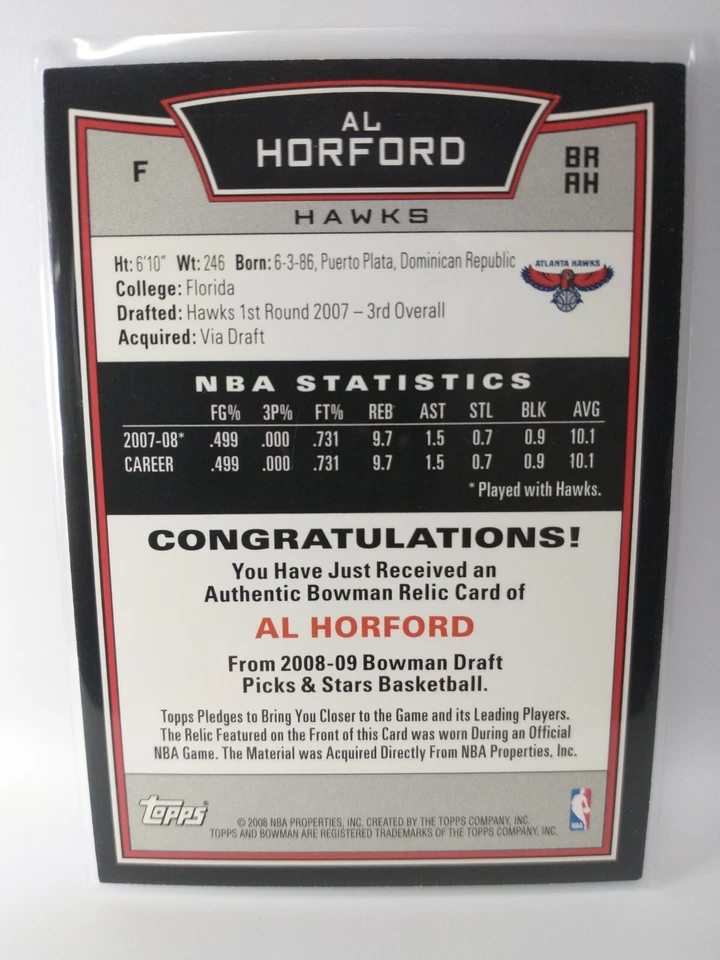 AL
HORFORD
F
BR
AH
HAWKS
Ht: 6'10" Wt: 246 Born: 6-3-86, Puerto Plata, Dominican Republic
College: Florida
Drafted: Hawks 1st Round 2007 – 3rd Overall
Acquired: Via Draft
ATLANTA HAWKS
NBA STATISTICS
FG% 3P% FT% REB AST STL BLK AVG
2007-08* .499 .000 .731 9.7 1.5 0.7 0.9 10.1
CAREER .499 .000 .731 9.7 1.5 0.7 0.9 10.1
* Played with Hawks.
CONGRATULATIONS!
You Have Just Received an
Authentic Bowman Relic Card of
AL HORFORD
From 2008-09 Bowman Draft
Picks & Stars Basketball.
Topps Pledges to Bring You Closer to the Game and its Leading Players.
The Relic Featured on the Front of this Card was worn During an Official
NBA Game. The Material was Acquired Directly From NBA Properties, Inc.
topps®
© 2008 NBA PROPERTIES, INC. CREATED BY THE TOPPS COMPANY, INC.
TOPPS AND BOWMAN ARE REGISTERED TRADEMARKS OF THE TOPPS COMPANY, INC.
NBA